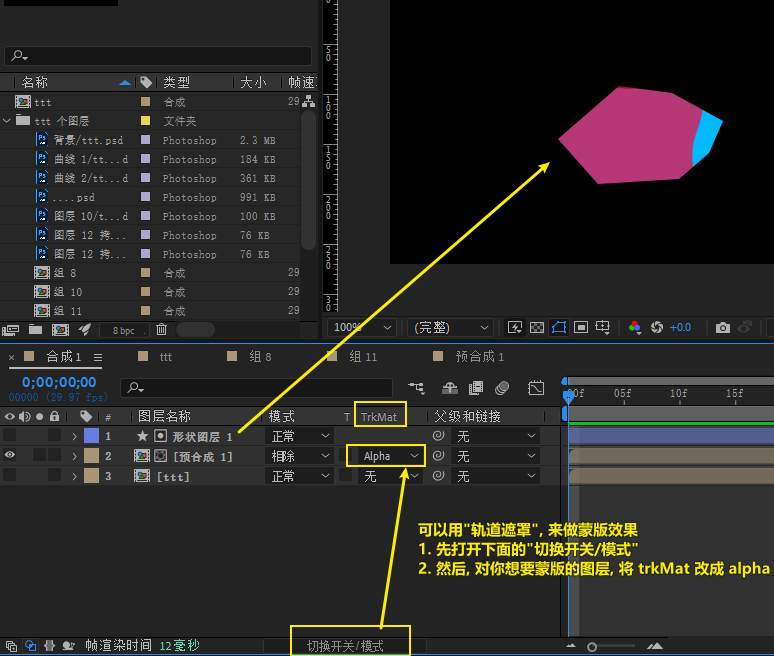 名称 类型 大小 帧速
ttt 合成 29
ttt 个图层 文件夹
背景/ttt.psd Photoshop 2.3 MB
曲线 1/tt...d Photoshop 184 KB
曲线 2/tt...d Photoshop 361 KB
....psd Photoshop 991 KB
图层 10/t...d Photoshop 100 KB
图层 12 拷... Photoshop 76 KB
图层 12 拷... Photoshop 76 KB
组 8 合成 29
组 10 合成 29
组 11 合成 29
8 bpc
50
100
150
200
250
30
100% (完整) +0.0
合成 1 ttt 组 8 组 11 预合成 1
0;00;00;00
00000 (29.97 fps)
00f 05f 10f 15f
# 图层名称 模式 T TrkMat 父级和链接
1 形状图层 1 正常 无
2 [预合成 1] 相除 Alpha 无
3 [ttt] 正常 无 无
可以用"轨道遮罩", 来做蒙版效果
1. 先打开下面的"切换开关/模式"
2. 然后, 对你想要蒙版的图层, 将 trkMat 改成 alpha
帧渲染时间 12毫秒 切换开关/模式